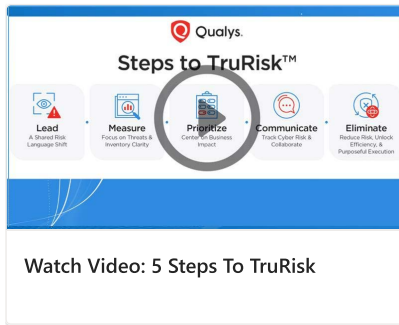 Qualys.
Steps to TruRisk™
Lead
A Shared Risk
Language Shift
Measure
Focus on Threats &
Inventory Clarity
Prioritize
Center on Business
Impact
Communicate
Track Cyber Risk &
Collaborate
Eliminate
Reduce Risk, Unlock
Efficiency, &
Purposeful Execution
Watch Video: 5 Steps To TruRisk